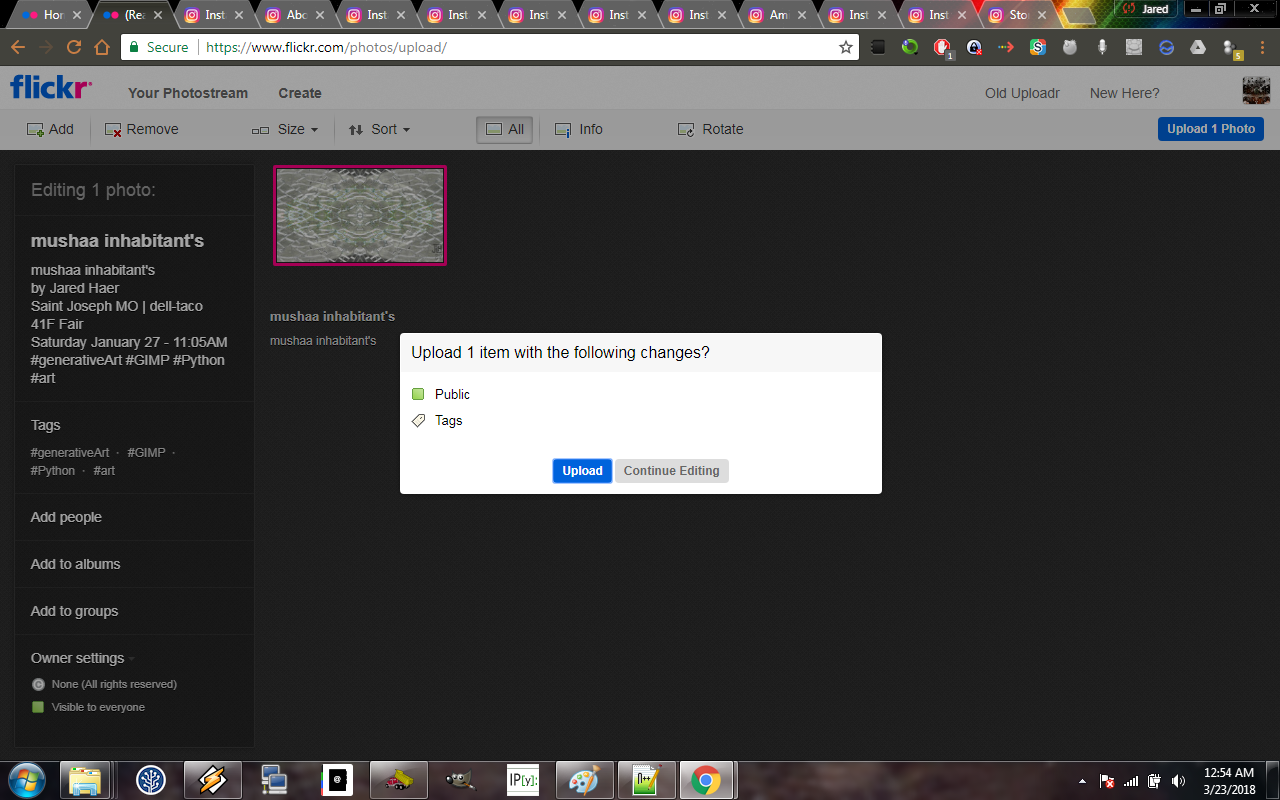 Hor
(Rea
Inst
Abo
Inst
Inst
Inst
Inst
Inst
Am
Inst
Inst
Sto
Jared
Secure
https://www.flickr.com/photos/upload/
1
5
flickr
Your Photostream
Create
Old Uploadr
New Here?
Add
Remove
Size
Sort
All
Info
Rotate
Upload 1 Photo
Editing 1 photo:
mushaa inhabitant's
mushaa inhabitant's
by Jared Haer
Saint Joseph MO | dell-taco
41F Fair
Saturday January 27 - 11:05AM
#generativeArt #GIMP #Python
#art
Tags
#generativeArt · #GIMP ·
#Python · #art
Add people
Add to albums
Add to groups
Owner settings
None (All rights reserved)
Visible to everyone
mushaa inhabitant's
mushaa inhabitant's
Upload 1 item with the following changes?
Public
Tags
Upload
Continue Editing
IP[y]:
12:54 AM
3/23/2018